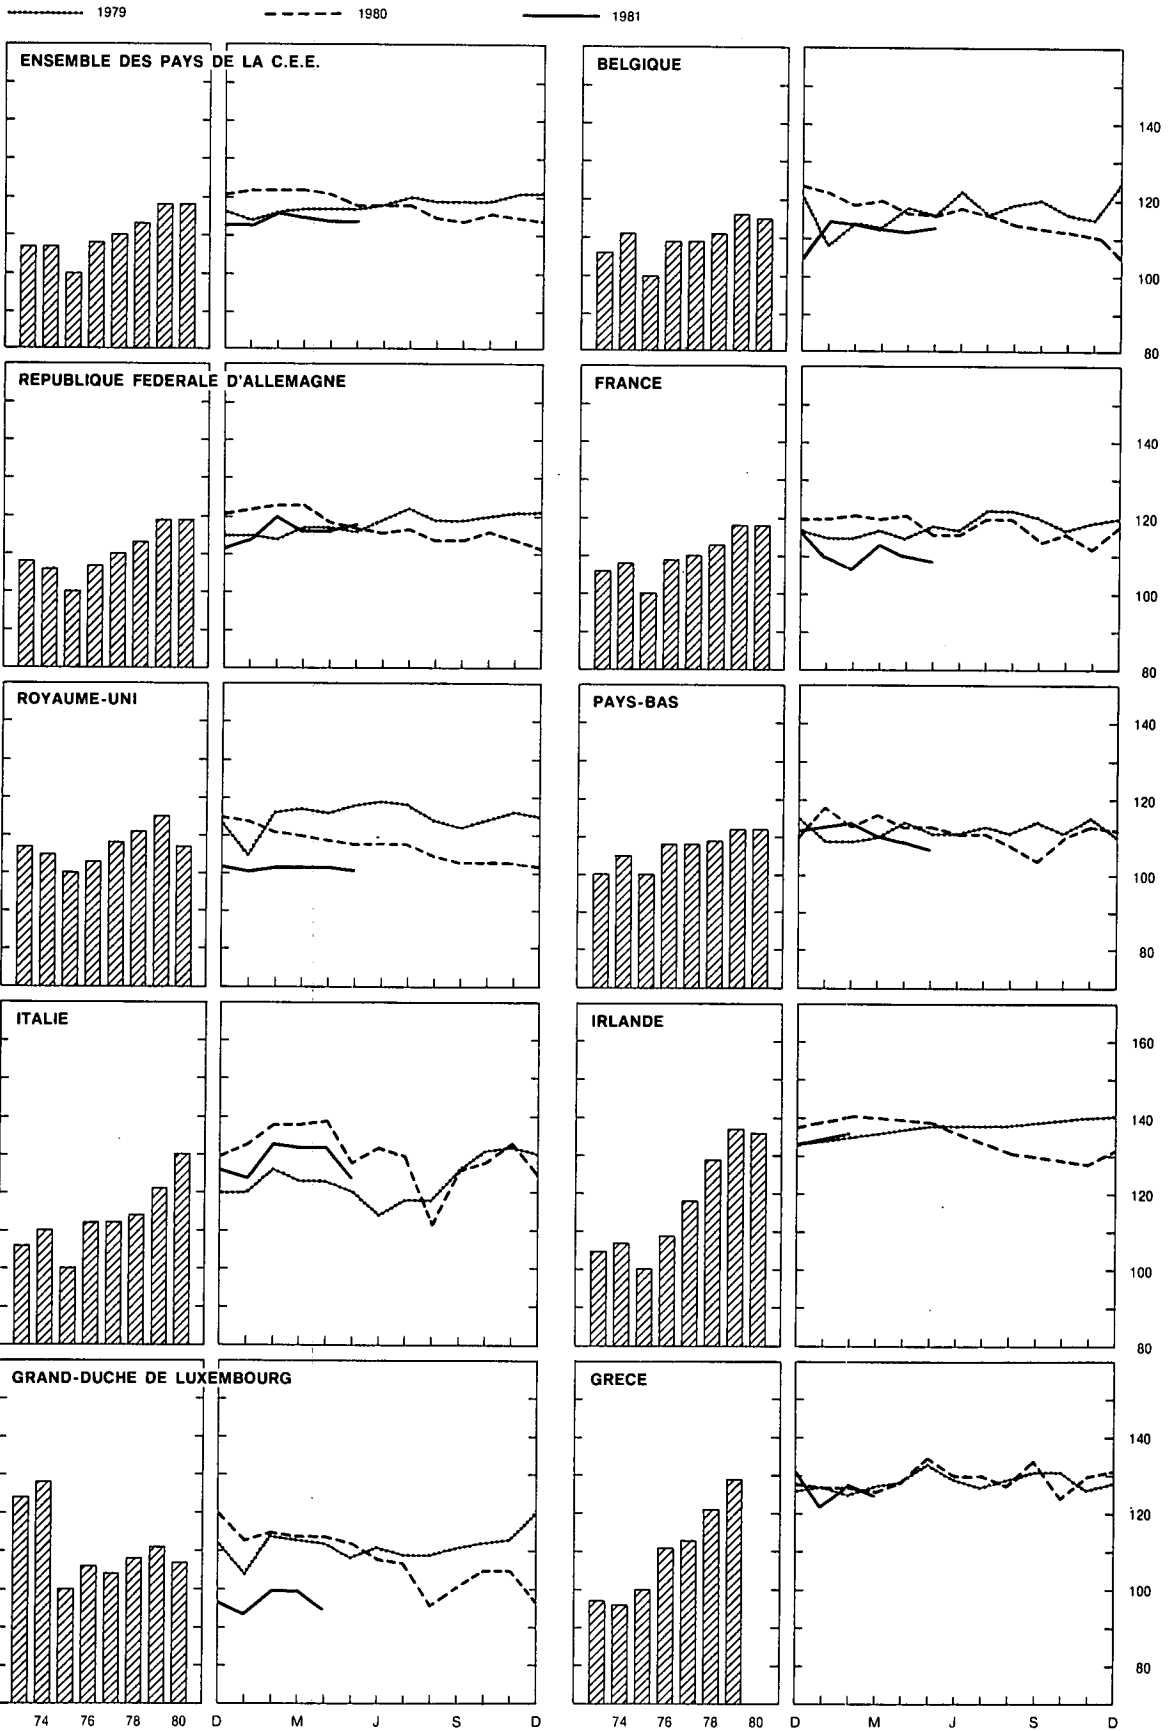 1979 1980 1981
ENSEMBLE DES PAYS DE LA C.E.E.
BELGIQUE
140
120
100
80
REPUBLIQUE FEDERALE D'ALLEMAGNE
FRANCE
140
120
100
80
ROYAUME-UNI
PAYS-BAS
140
120
100
80
ITALIE
IRLANDE
160
140
120
100
80
GRAND-DUCHE DE LUXEMBOURG
GRECE
140
120
100
80
74 76 78 80 D M J S D 74 76 78 80 D M J S D